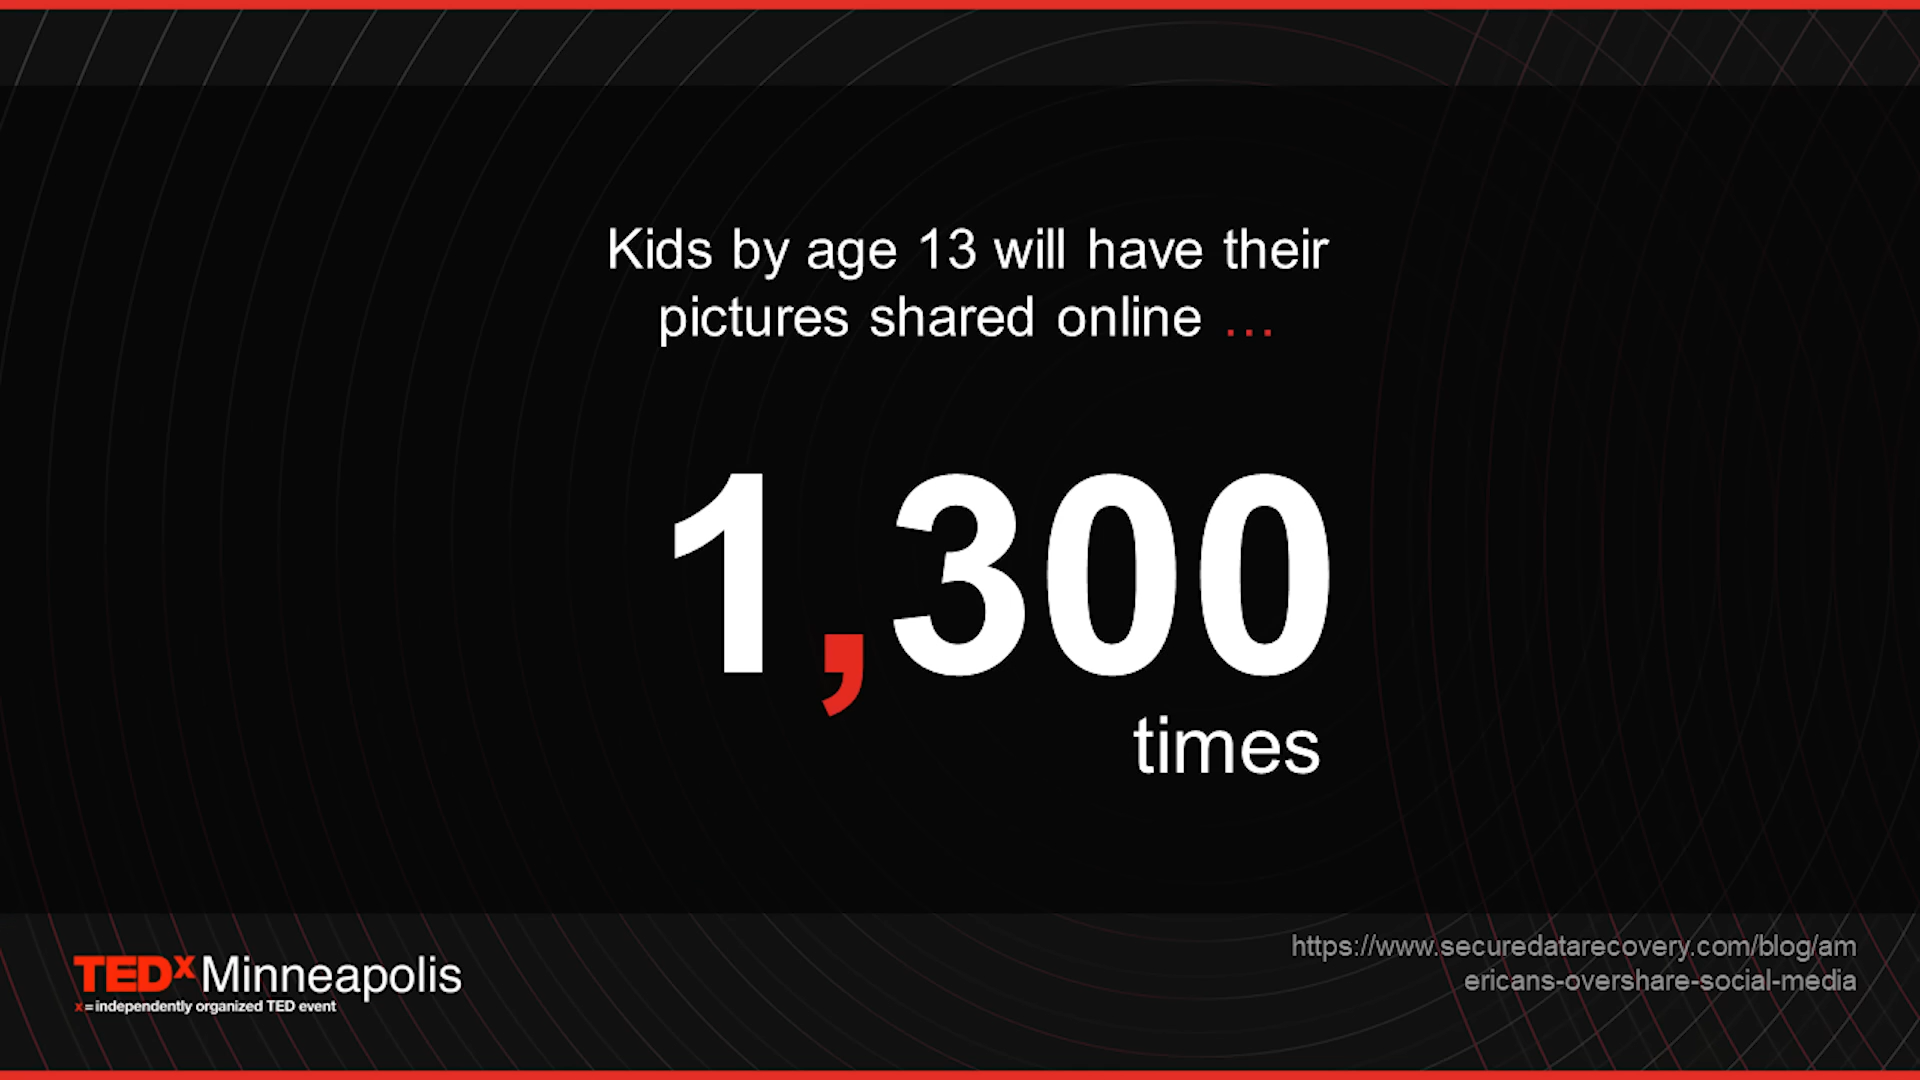 Kids by age 13 will have their
pictures shared online ...
1,300
times
TEDxMinneapolis
x = independently organized TED event
https://www.securedatarecovery.com/blog/am
ericans-overshare-social-media